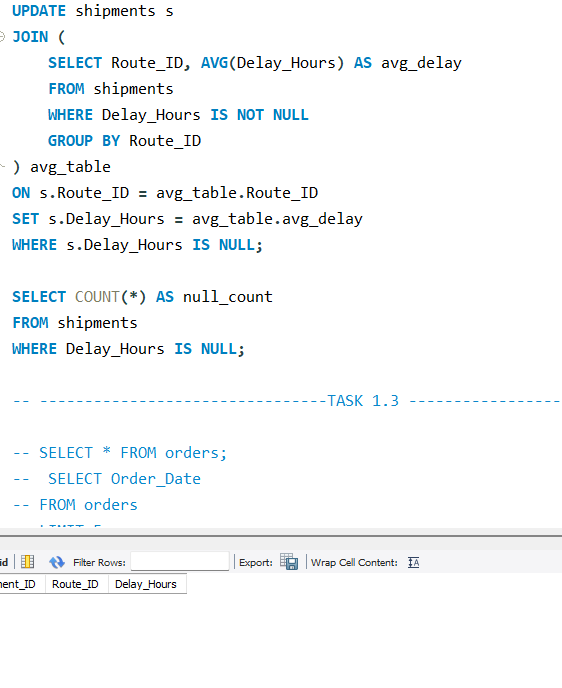 UPDATE shipments s
JOIN (
SELECT Route_ID, AVG(Delay_Hours) AS avg_delay
FROM shipments
WHERE Delay_Hours IS NOT NULL
GROUP BY Route_ID
) avg_table
ON s.Route_ID = avg_table.Route_ID
SET s.Delay_Hours = avg_table.avg_delay
WHERE s.Delay_Hours IS NULL;
SELECT COUNT(*) AS null_count
FROM shipments
WHERE Delay_Hours IS NULL;
-- --------------------------------TASK 1.3 -----------------
-- SELECT * FROM orders;
--  SELECT Order_Date
-- FROM orders
id Filter Rows: Export: Wrap Cell Content:
ent_ID Route_ID Delay_Hours